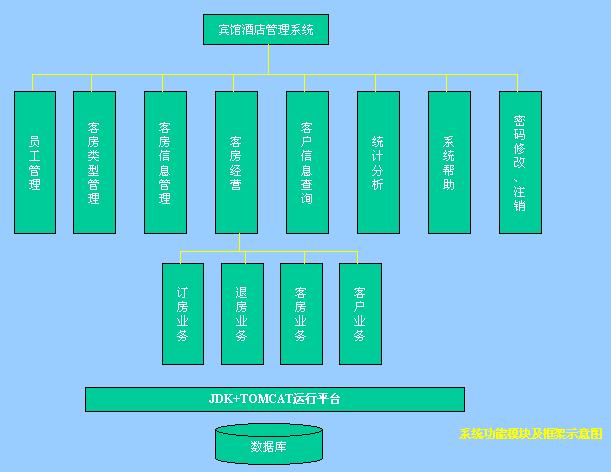 宾馆酒店管理系统
员工管理
客房类型管理
客房信息管理
客房经营
客户信息查询
统计分析
系统帮助
密码修改、注销
订房业务
退房业务
客房业务
客户业务
JDK+TOMCAT运行平台
系统功能模块及框架示意图
数据库